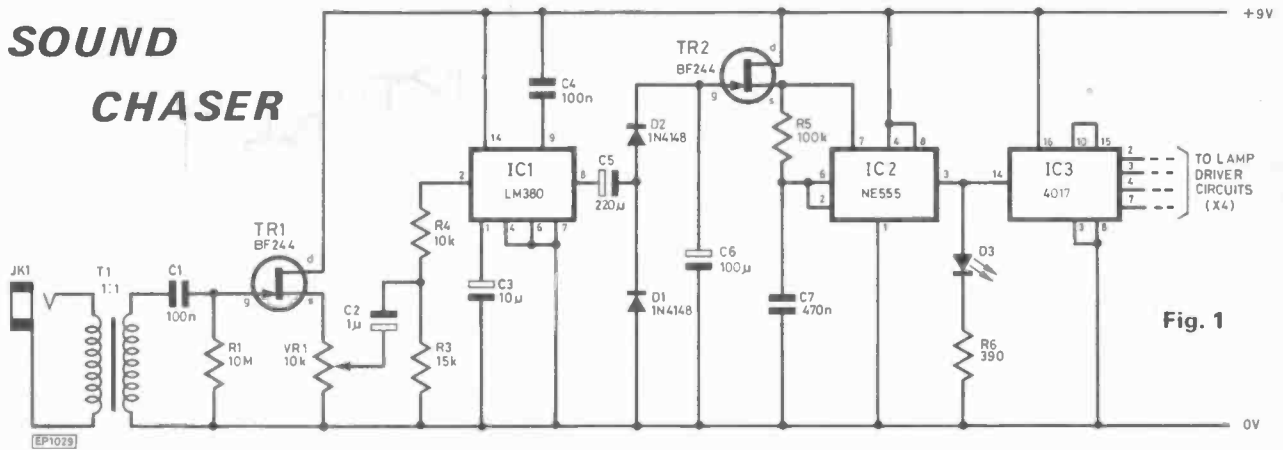 SOUND
CHASER
+9V
TR2
BF244
d
g
s
C4
100n
D2
1N4148
R5
100k
14
9
7
4
8
16
10
15
IC1
LM380
2
8
C5
220µ
IC2
NE555
6
2
3
1
IC3
4017
14
2
3
4
7
3
8
TO LAMP
DRIVER
CIRCUITS
(X4)
R4
10k
1
4
6
7
TR1
BF244
d
g
s
JK1
T1
1:1
C1
100n
C2
1µ
C3
10µ
C6
100µ
D1
1N4148
C7
470n
D3
Fig. 1
R1
10M
VR1
10k
R3
15k
R6
390
EP1029
0V